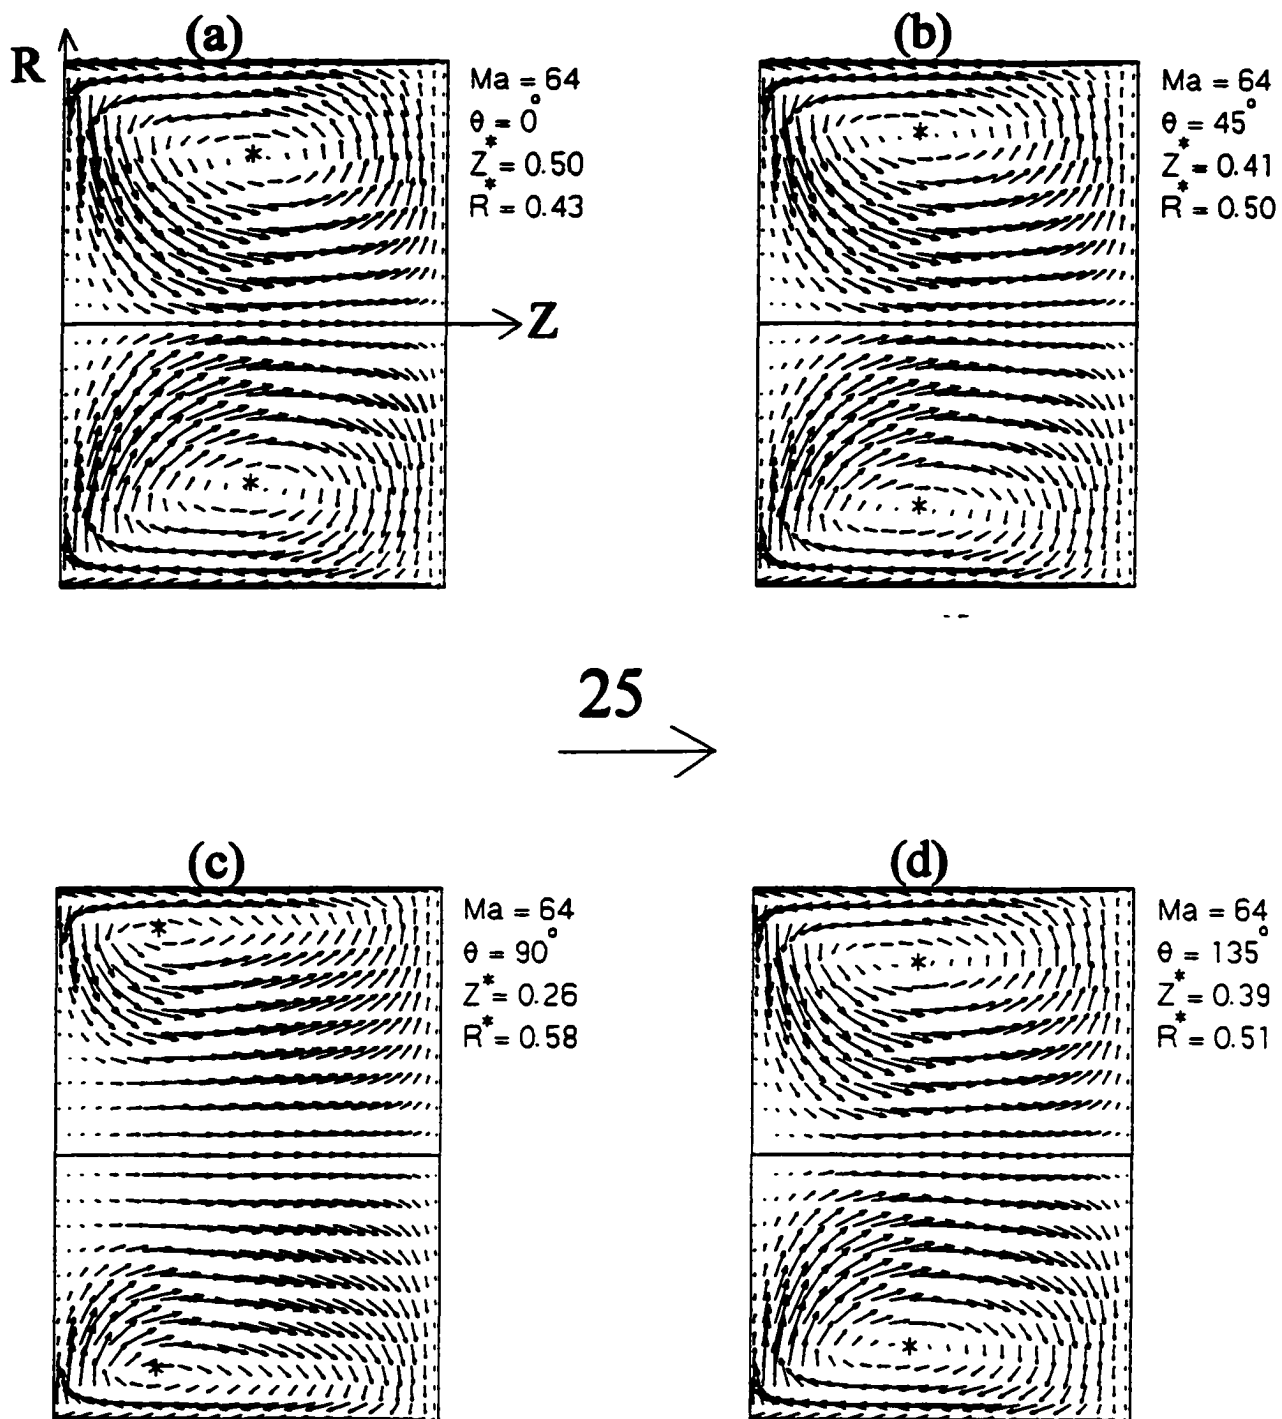 (a)
R
Z
Ma = 64
θ = 0°
Z* = 0.50
R* = 0.43
(b)
Ma = 64
θ = 45°
Z* = 0.41
R* = 0.50
25
(c)
Ma = 64
θ = 90°
Z* = 0.26
R* = 0.58
(d)
Ma = 64
θ = 135°
Z* = 0.39
R* = 0.51